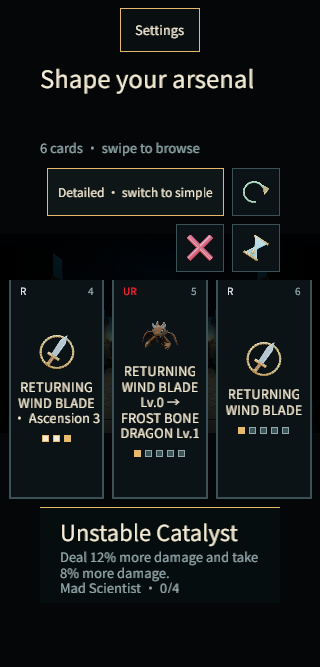 Settings
Shape your arsenal
6 cards • swipe to browse
Detailed • switch to simple
R 4
RETURNING
WIND BLADE
• Ascension 3
UR 5
RETURNING
WIND BLADE
Lv.0 →
FROST BONE
DRAGON Lv.1
R 6
RETURNING
WIND BLADE
Unstable Catalyst
Deal 12% more damage and take
8% more damage.
Mad Scientist • 0/4